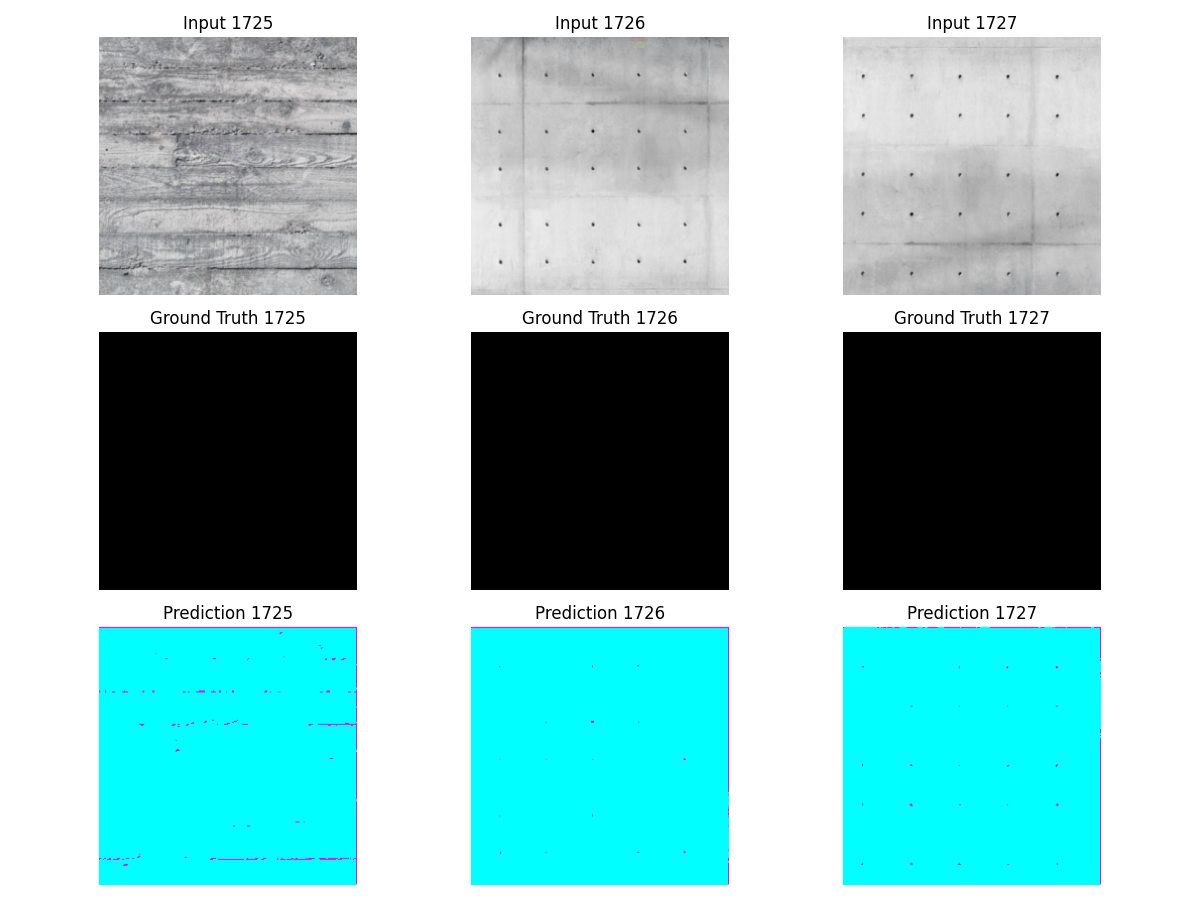 Input 1725
Input 1726
Input 1727
Ground Truth 1725
Ground Truth 1726
Ground Truth 1727
Prediction 1725
Prediction 1726
Prediction 1727